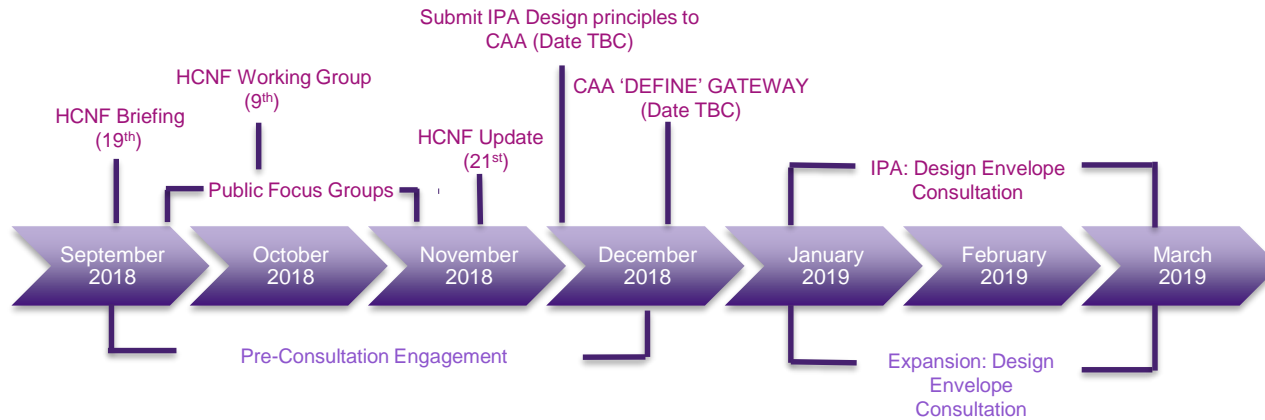 Submit IPA Design principles to
CAA (Date TBC)
HCNF Working Group
(9th)
CAA ‘DEFINE’ GATEWAY
(Date TBC)
HCNF Briefing
(19th)
HCNF Update
(21st)
Public Focus Groups
IPA: Design Envelope
Consultation
September
2018
October
2018
November
2018
December
2018
January
2019
February
2019
March
2019
Pre-Consultation Engagement
Expansion: Design
Envelope
Consultation